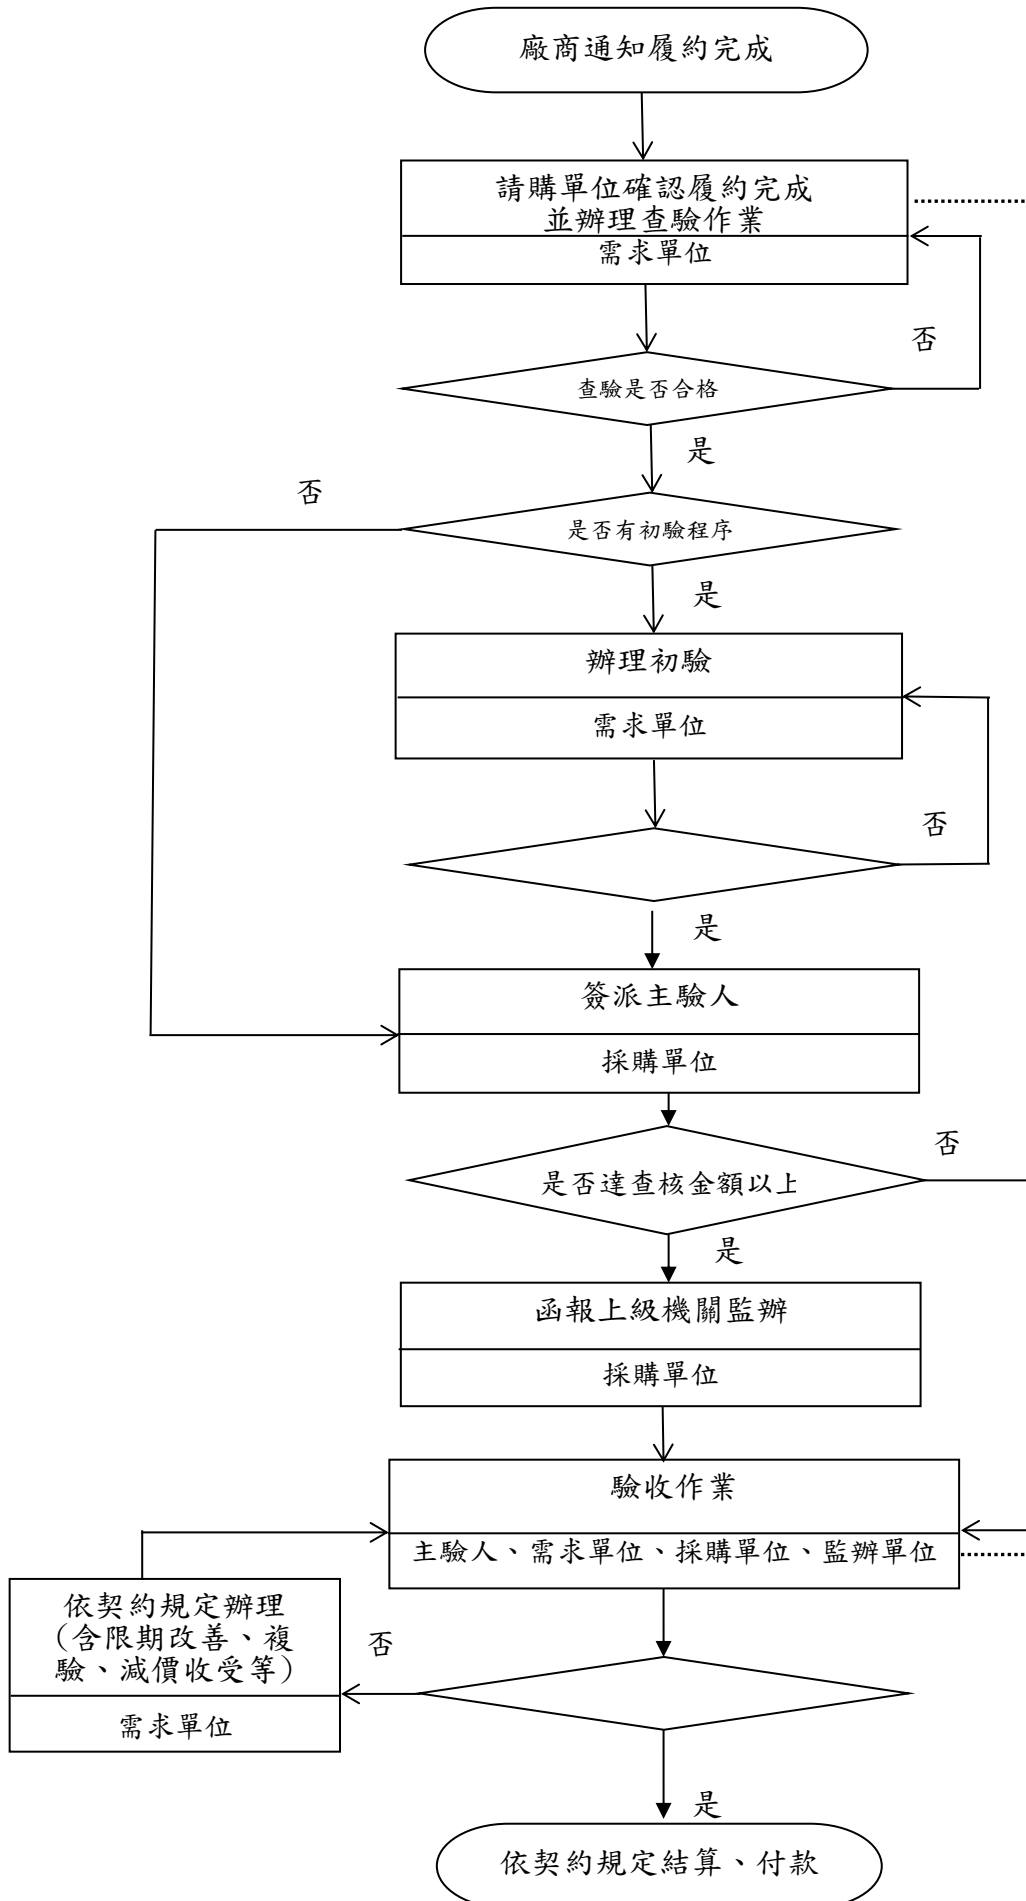 廠商通知履約完成
請購單位確認履約完成
並辦理查驗作業
需求單位
否
查驗是否合格
是
否
是否有初驗程序
是
辦理初驗
需求單位
否
是
簽派主驗人
採購單位
否
是否達查核金額以上
是
函報上級機關監辦
採購單位
驗收作業
主驗人、需求單位、採購單位、監辦單位
依契約規定辦理
(含限期改善、複
驗、減價收受等)
需求單位
否
是
依契約規定結算、付款